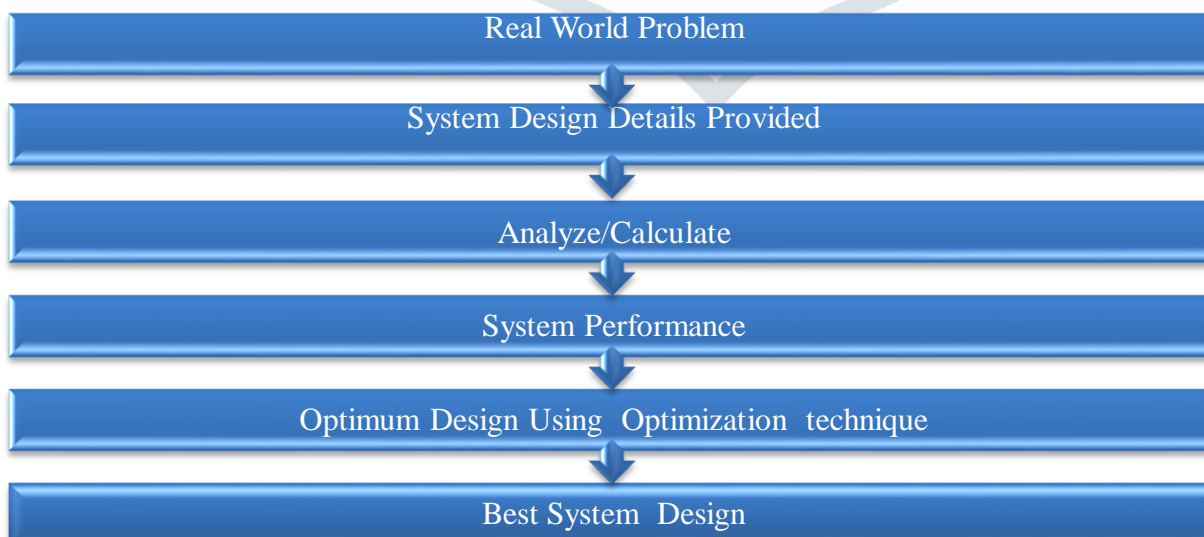 Real World Problem
System Design Details Provided
Analyze/Calculate
System Performance
Optimum Design Using Optimization technique
Best System Design